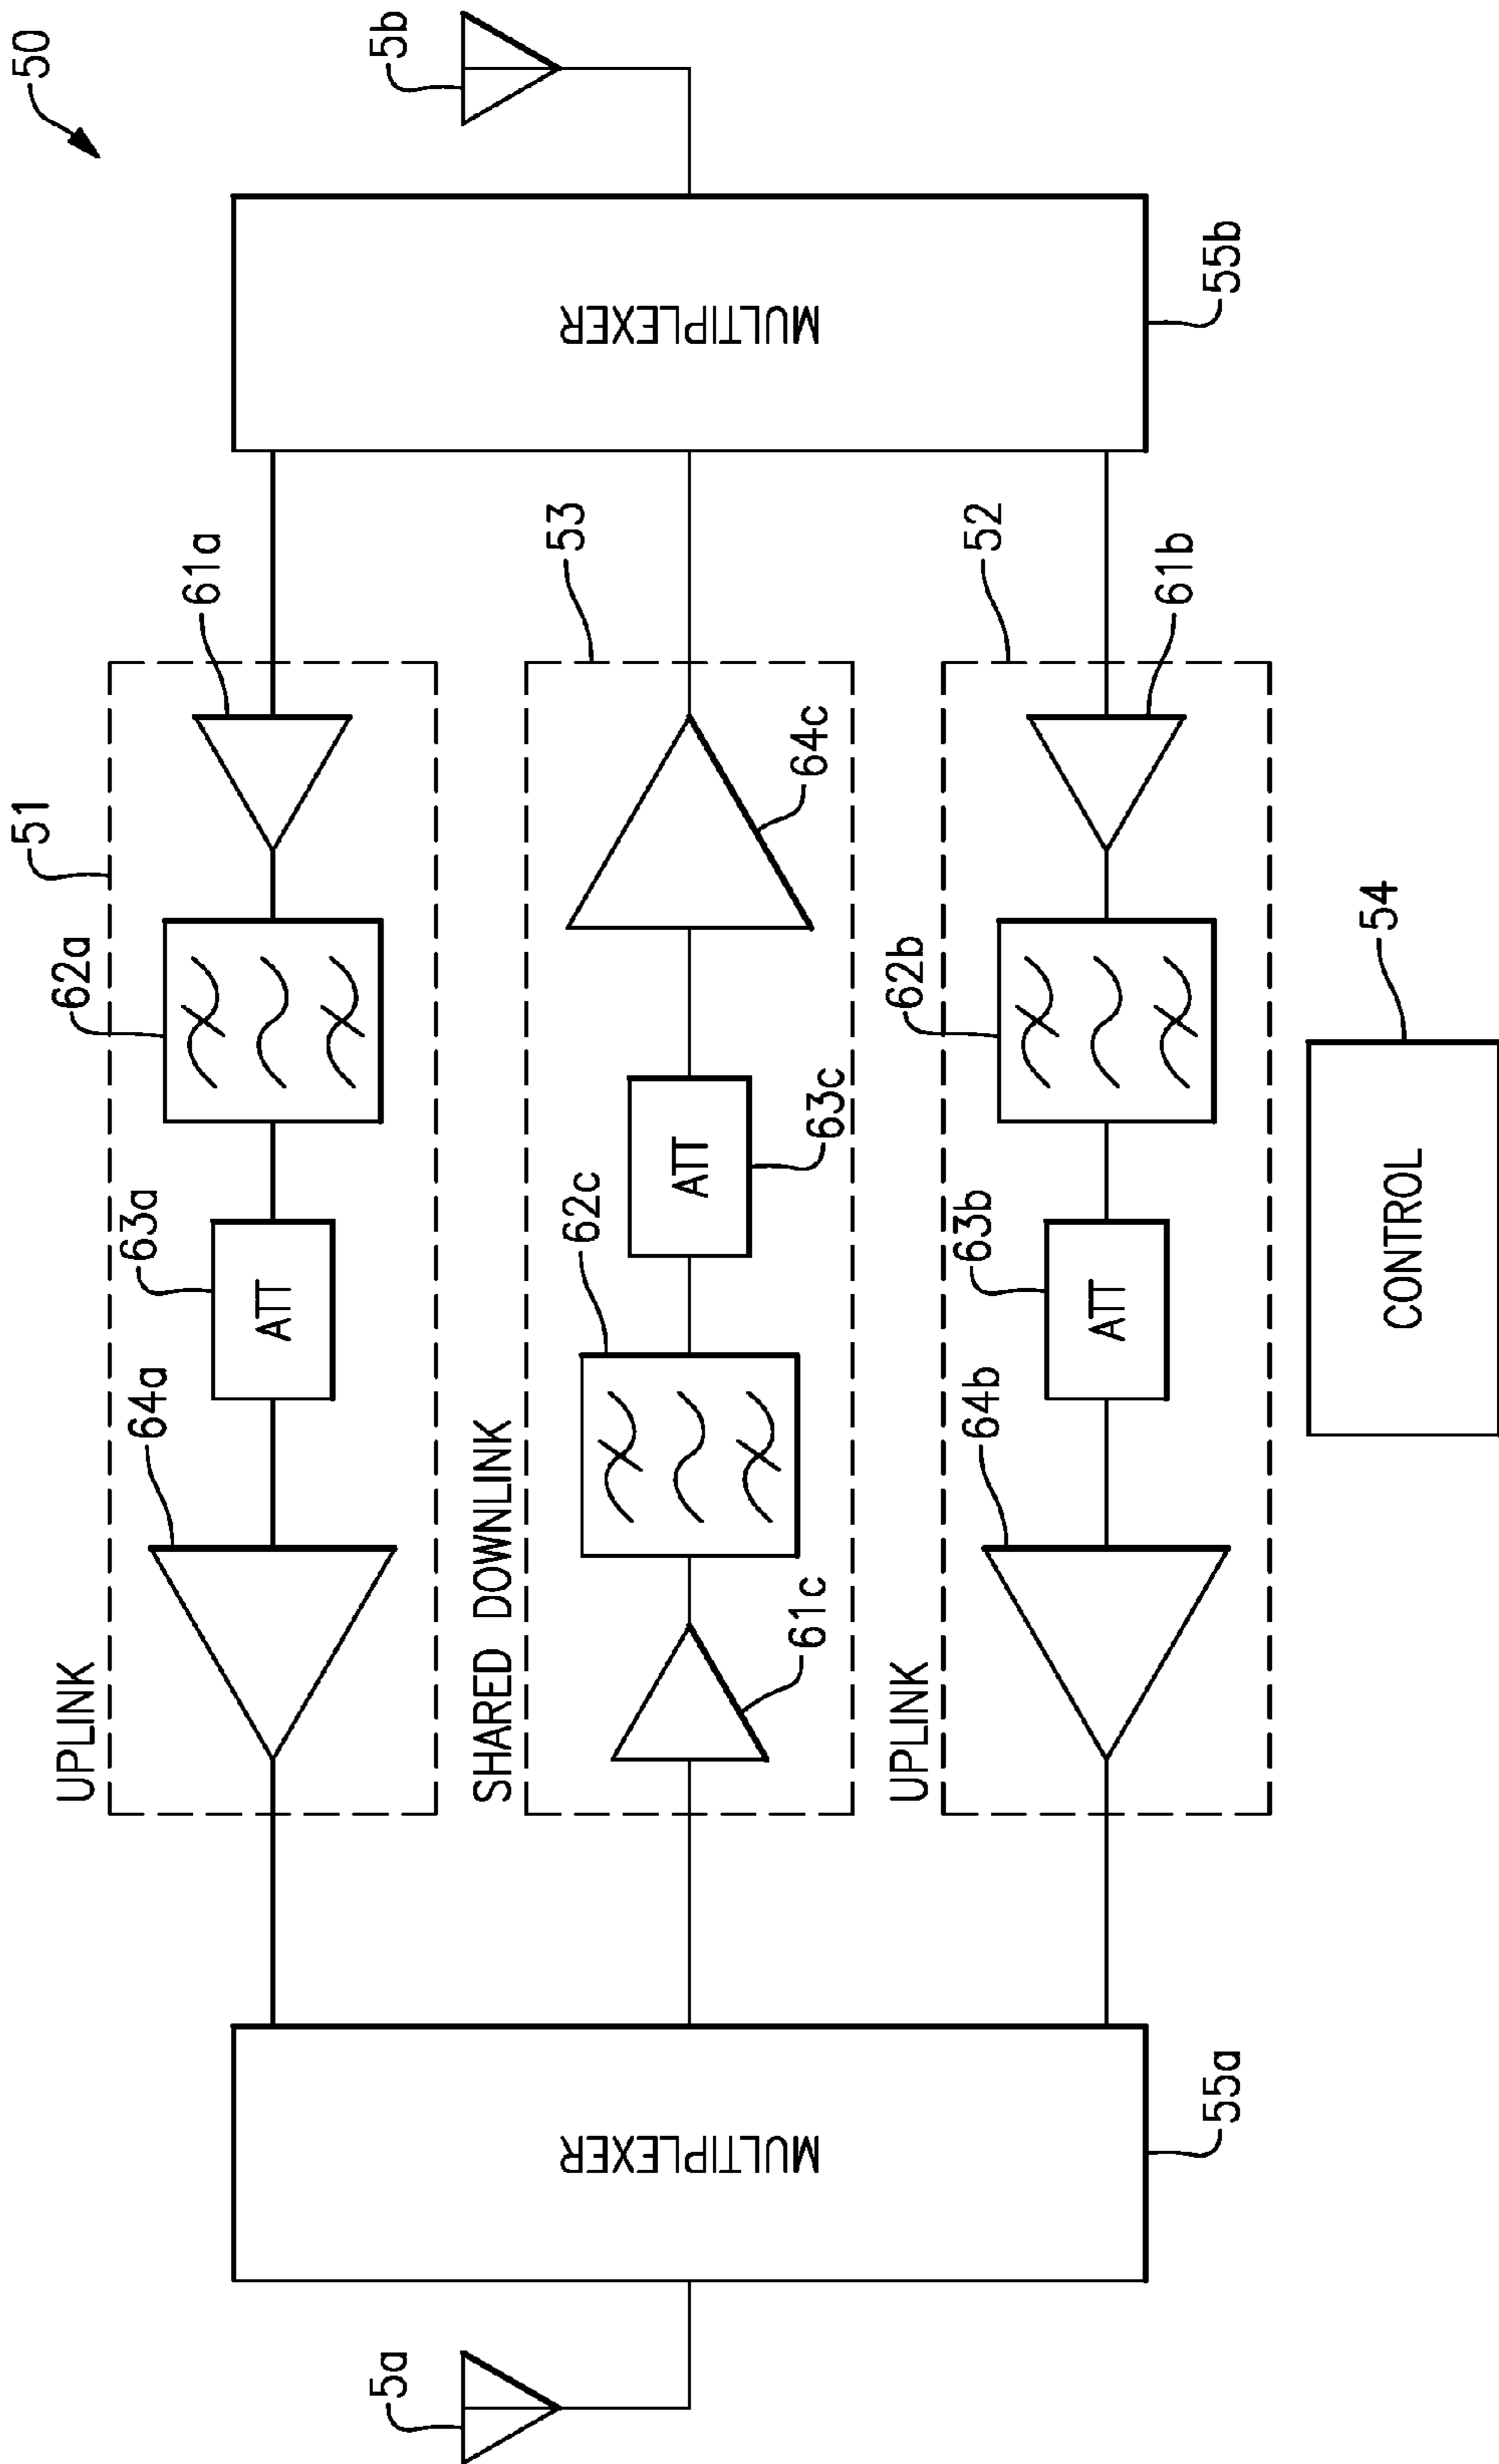 50
5a
5b
MULTIPLEXER
55a
MULTIPLEXER
55b
UPLINK
51
64a
63a
ATT
62a
61a
SHARED DOWNLINK
53
61c
62c
ATT
63c
64c
UPLINK
52
64b
63b
ATT
62b
61b
CONTROL
54